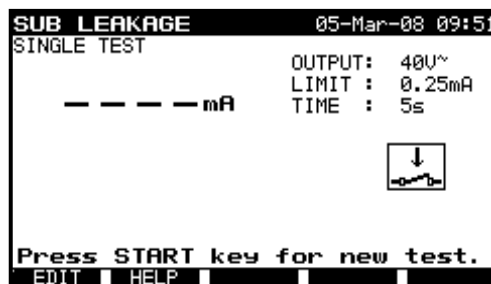 SUB LEAKAGE 05-Mar-08 09:51
SINGLE TEST
OUTPUT: 40V~
LIMIT : 0.25mA
– – – – mA TIME : 5s
Press START key for new test.
EDIT HELP